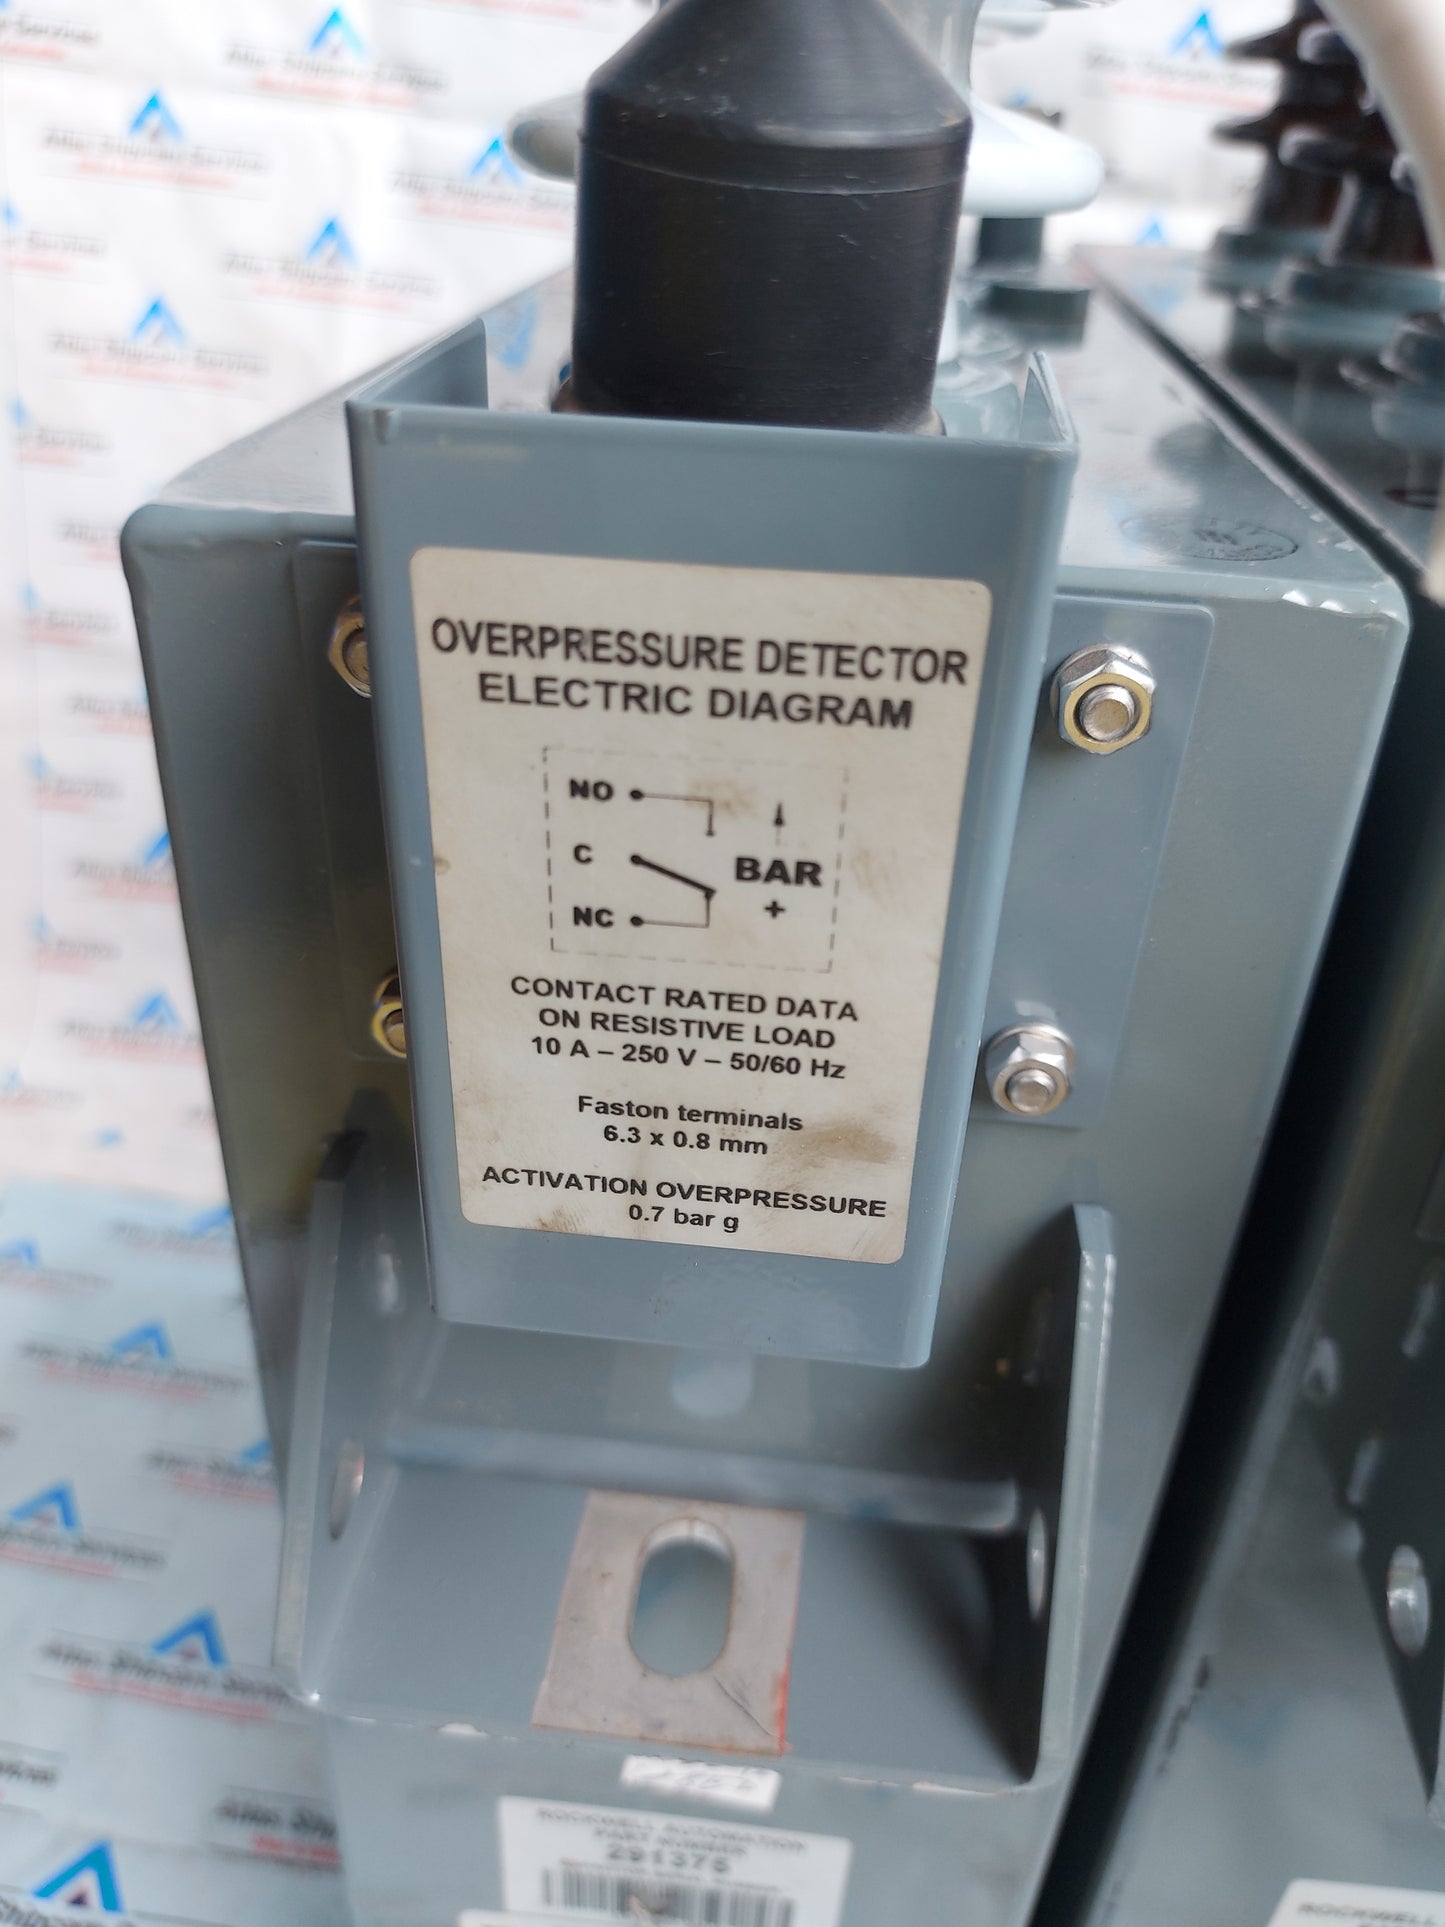 OVERPRESSURE DETECTOR
ELECTRIC DIAGRAM
NO
C
BAR
+
NC
CONTACT RATED DATA
ON RESISTIVE LOAD
10 A – 250 V – 50/60 Hz
Faston terminals
6.3 x 0.8 mm
ACTIVATION OVERPRESSURE
0.7 bar g
ROCKWELL AUTOMATION
PART NUMBER
291375
ROCKWELL